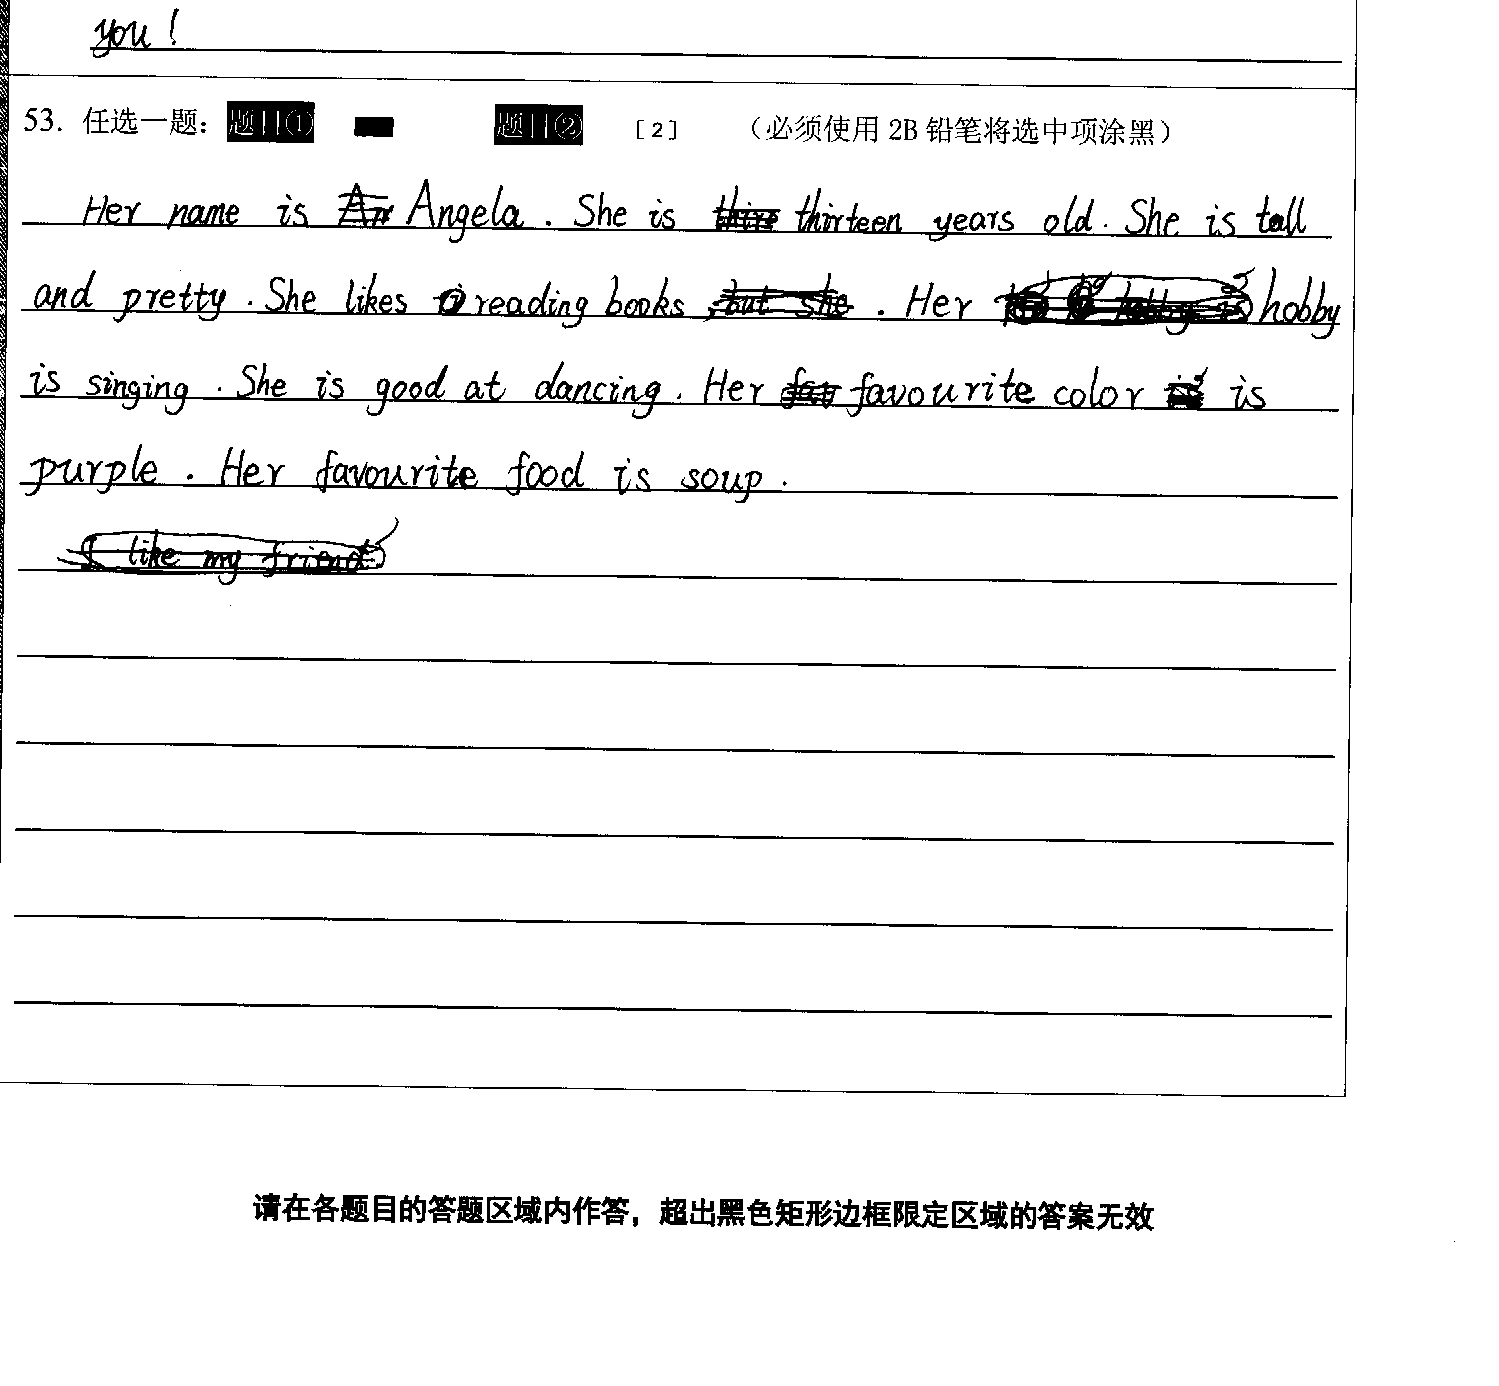 you!
53. 任选一题: 题目① 题目② [2] （必须使用 2B 铅笔将选中项涂黑）
Her name is Angela. She is thirteen years old. She is tall
and pretty. She likes reading books. Her hobby
is singing. She is good at dancing. Her favourite color is
purple. Her favourite food is soup.
I like my friend
请在各题目的答题区域内作答，超出黑色矩形边框限定区域的答案无效